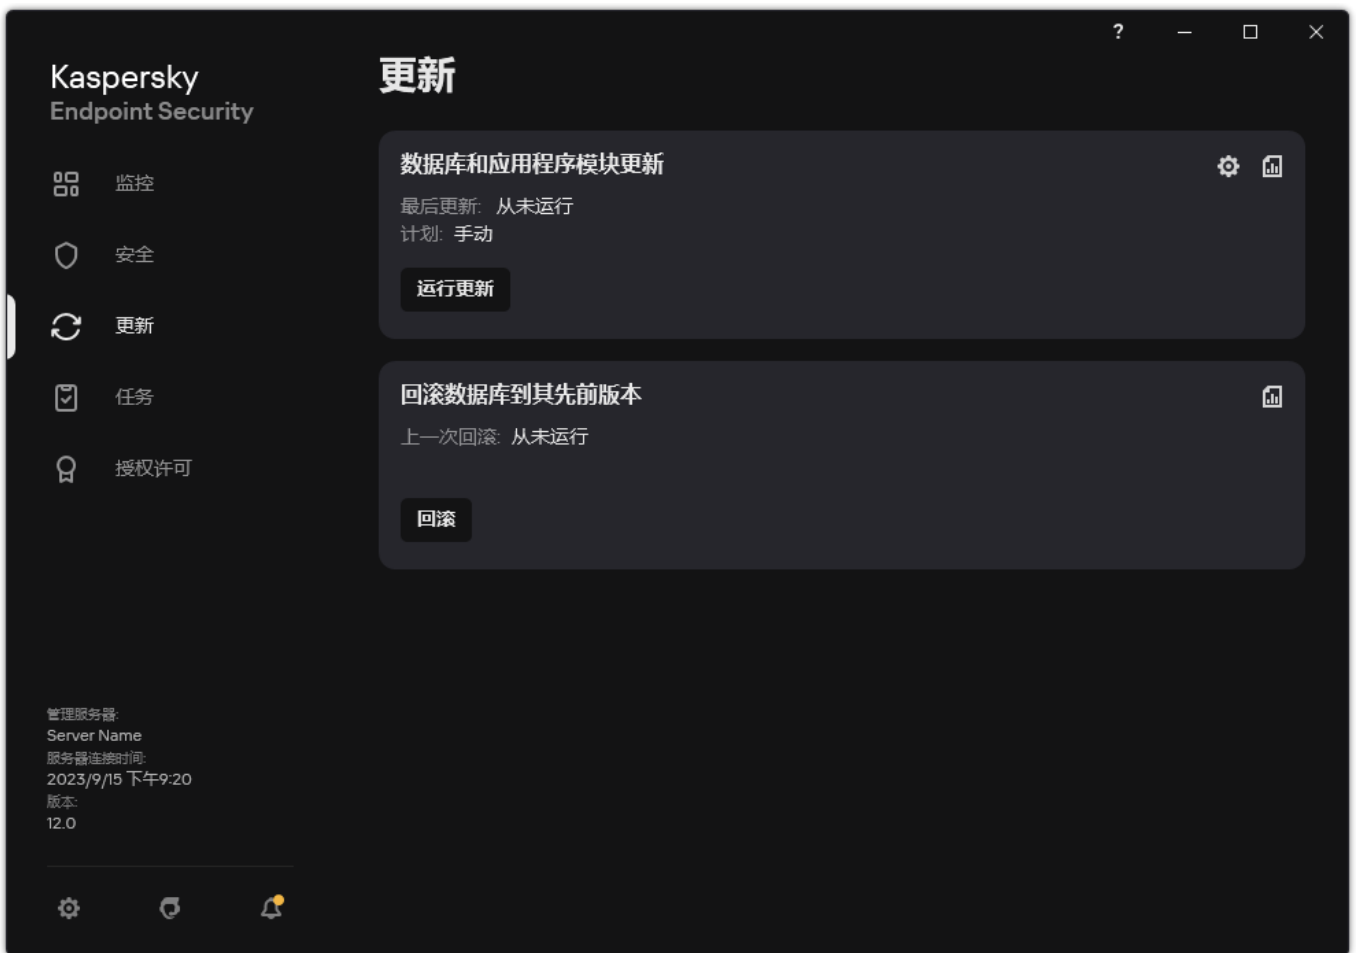 ?
Kaspersky
Endpoint Security
监控
安全
更新
任务
授权许可
更新
数据库和应用程序模块更新
最后更新: 从未运行
计划: 手动
运行更新
回滚数据库到其先前版本
上一次回滚: 从未运行
回滚
管理服务器:
Server Name
服务器连接时间:
2023/9/15 下午9:20
版本:
12.0